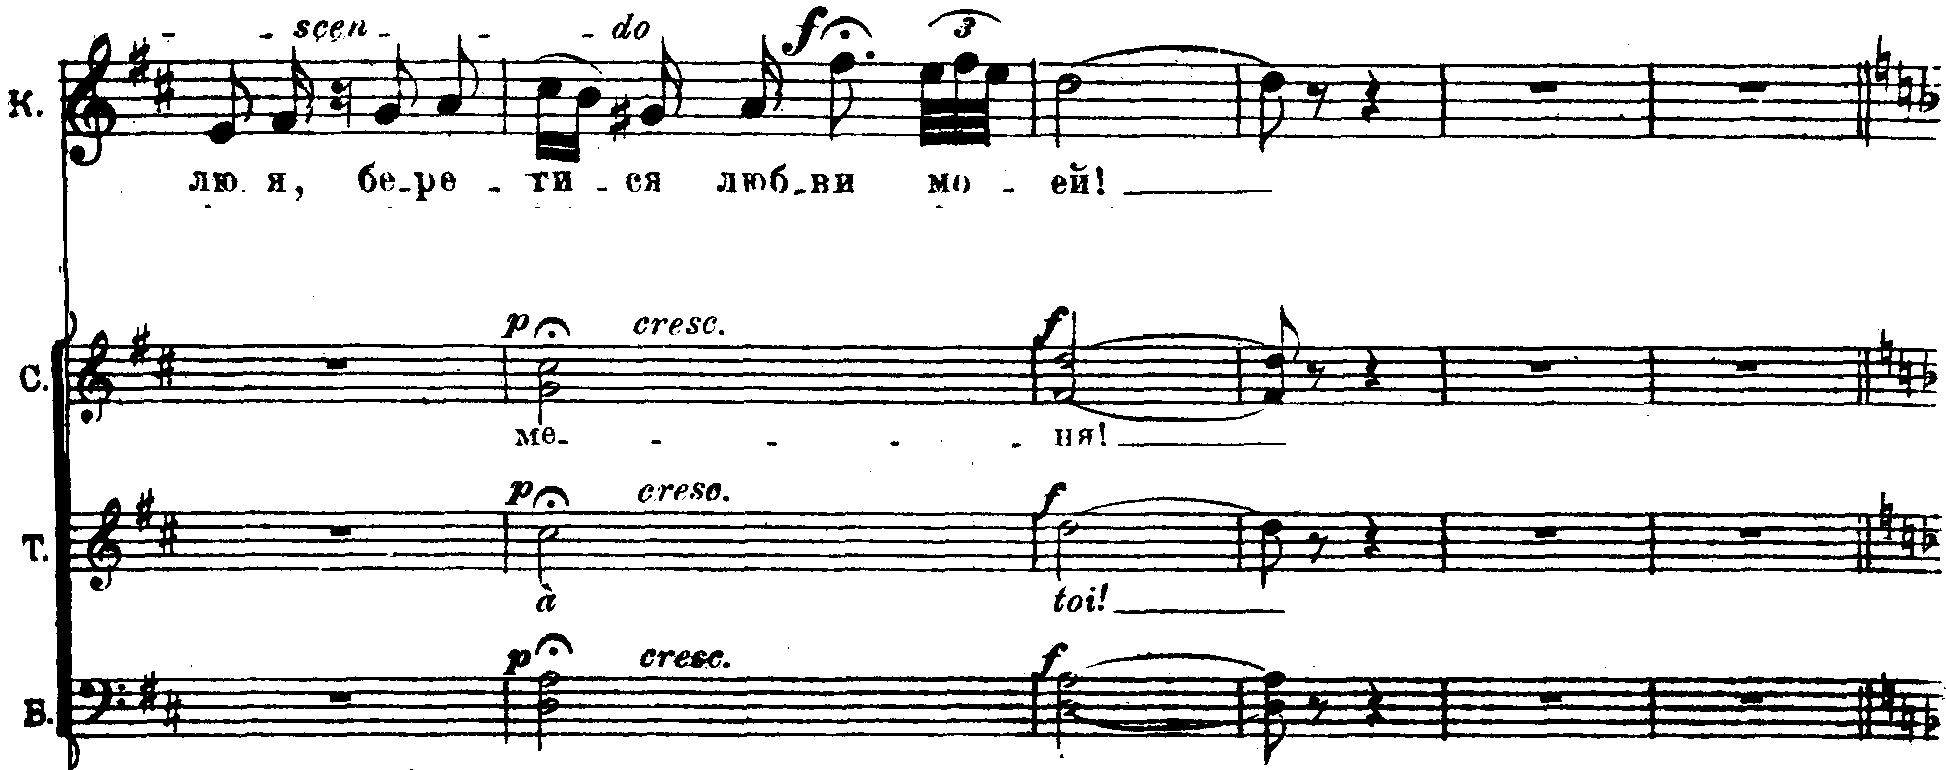 - - scen - - - do f 3
К.
лю я, бе-ре - ти - ся люб-ви мо - ей!
p cresc. f
С.
ме- - - - - ня!
p cresc. f
Т.
à toi!
p cresc. f
В.